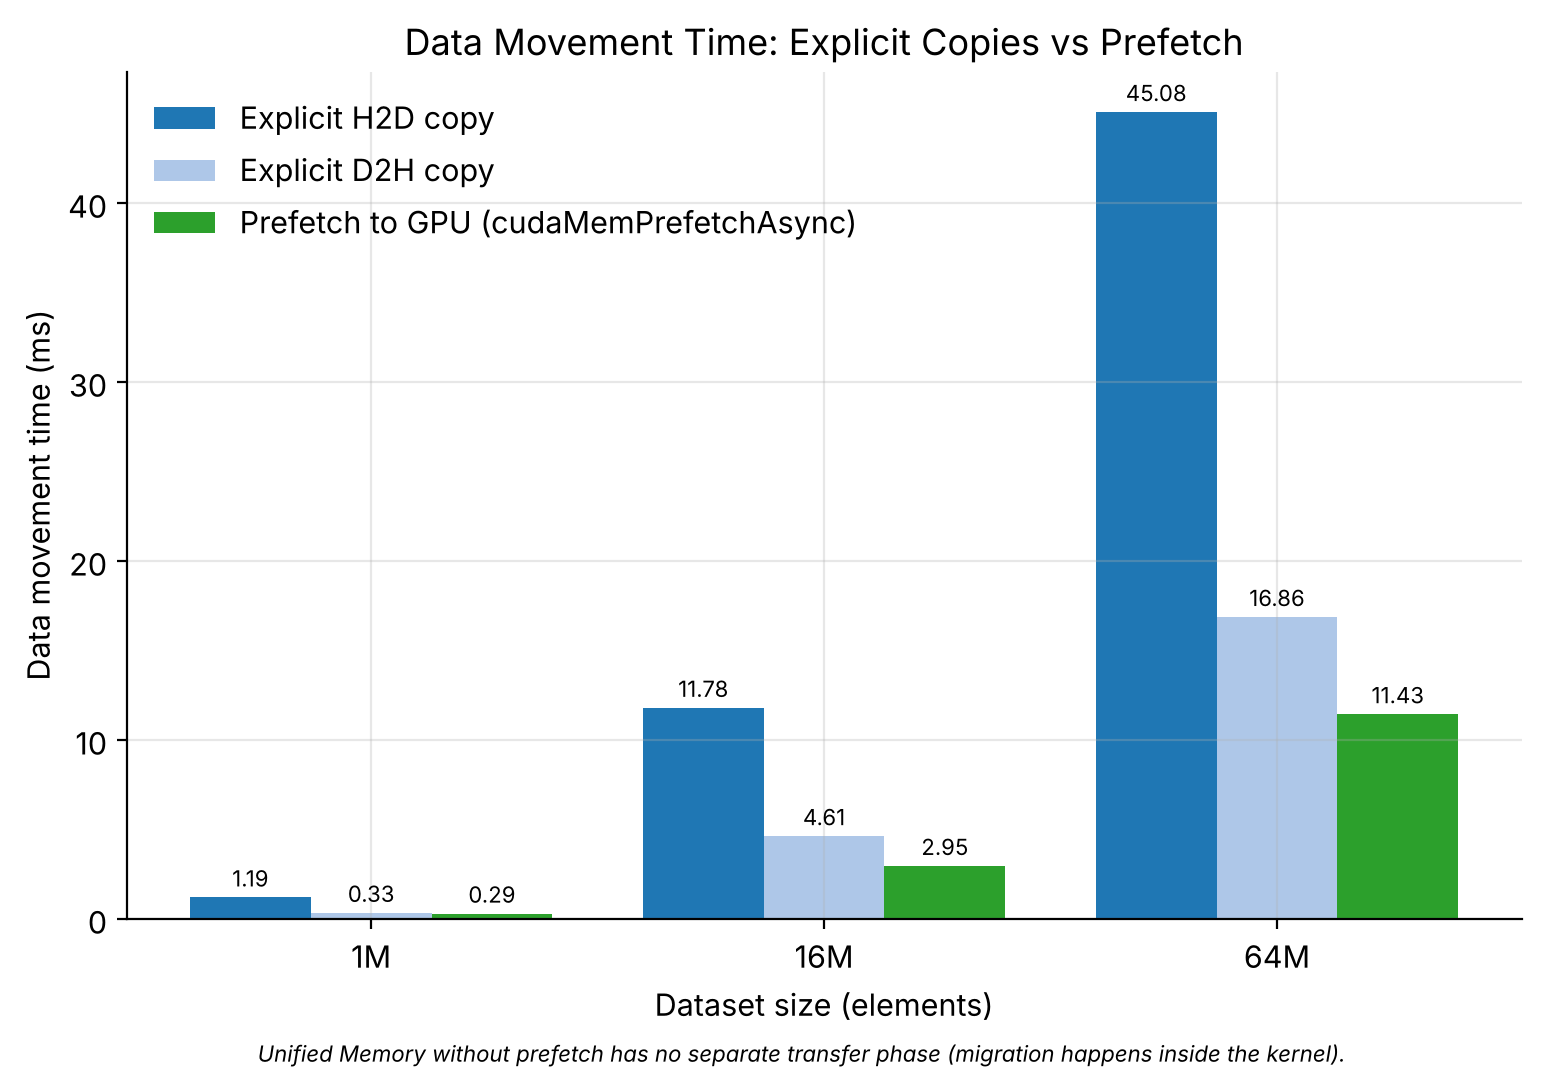 Data Movement Time: Explicit Copies vs Prefetch
Explicit H2D copy
Explicit D2H copy
Prefetch to GPU (cudaMemPrefetchAsync)
Data movement time (ms)
40
30
20
10
0
1.19
0.33
0.29
11.78
4.61
2.95
45.08
16.86
11.43
1M
16M
64M
Dataset size (elements)
Unified Memory without prefetch has no separate transfer phase (migration happens inside the kernel).